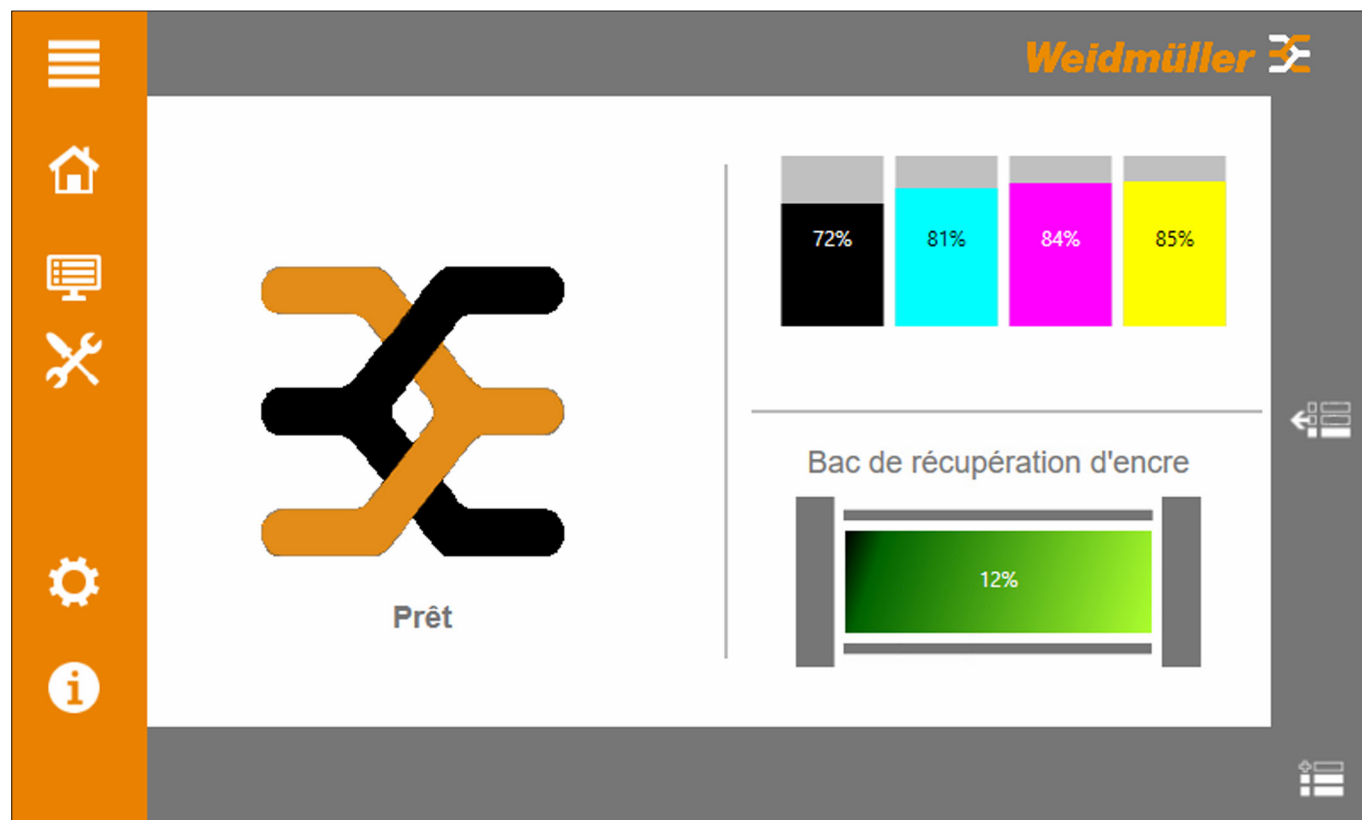 Weidmüller
72%
81%
84%
85%
Bac de récupération d'encre
12%
Prêt